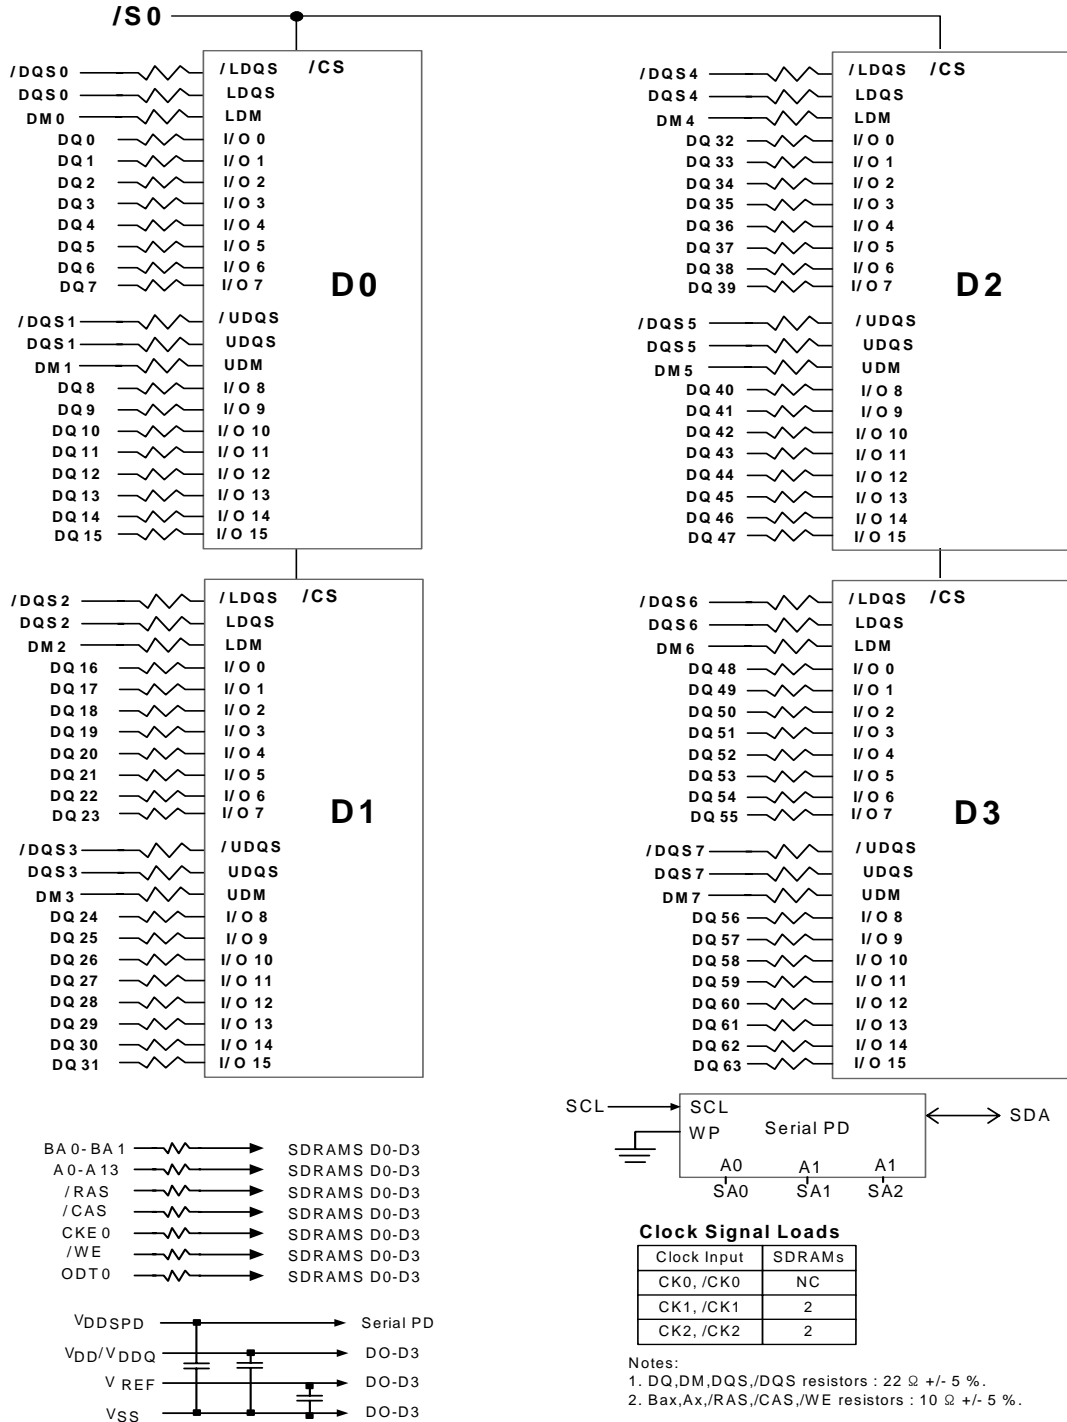 /S0
/DQS0 /LDQS /CS
DQS0 LDQS
DM0 LDM
DQ0 I/O 0
DQ1 I/O 1
DQ2 I/O 2
DQ3 I/O 3
DQ4 I/O 4
DQ5 I/O 5
DQ6 I/O 6
DQ7 I/O 7
D0
/DQS1 /UDQS
DQS1 UDQS
DM1 UDM
DQ8 I/O 8
DQ9 I/O 9
DQ10 I/O 10
DQ11 I/O 11
DQ12 I/O 12
DQ13 I/O 13
DQ14 I/O 14
DQ15 I/O 15
/DQS4 /LDQS /CS
DQS4 LDQS
DM4 LDM
DQ32 I/O 0
DQ33 I/O 1
DQ34 I/O 2
DQ35 I/O 3
DQ36 I/O 4
DQ37 I/O 5
DQ38 I/O 6
DQ39 I/O 7
D2
/DQS5 /UDQS
DQS5 UDQS
DM5 UDM
DQ40 I/O 8
DQ41 I/O 9
DQ42 I/O 10
DQ43 I/O 11
DQ44 I/O 12
DQ45 I/O 13
DQ46 I/O 14
DQ47 I/O 15
/DQS2 /LDQS /CS
DQS2 LDQS
DM2 LDM
DQ16 I/O 0
DQ17 I/O 1
DQ18 I/O 2
DQ19 I/O 3
DQ20 I/O 4
DQ21 I/O 5
DQ22 I/O 6
DQ23 I/O 7
D1
/DQS3 /UDQS
DQS3 UDQS
DM3 UDM
DQ24 I/O 8
DQ25 I/O 9
DQ26 I/O 10
DQ27 I/O 11
DQ28 I/O 12
DQ29 I/O 13
DQ30 I/O 14
DQ31 I/O 15
/DQS6 /LDQS /CS
DQS6 LDQS
DM6 LDM
DQ48 I/O 0
DQ49 I/O 1
DQ50 I/O 2
DQ51 I/O 3
DQ52 I/O 4
DQ53 I/O 5
DQ54 I/O 6
DQ55 I/O 7
D3
/DQS7 /UDQS
DQS7 UDQS
DM7 UDM
DQ56 I/O 8
DQ57 I/O 9
DQ58 I/O 10
DQ59 I/O 11
DQ60 I/O 12
DQ61 I/O 13
DQ62 I/O 14
DQ63 I/O 15
BA0-BA1 SDRAMS D0-D3
A0-A13 SDRAMS D0-D3
/RAS SDRAMS D0-D3
/CAS SDRAMS D0-D3
CKE0 SDRAMS D0-D3
/WE SDRAMS D0-D3
ODT0 SDRAMS D0-D3
VDDSPD Serial PD
VDD/VDDQ DO-D3
VREF DO-D3
VSS DO-D3
SCL SCL SDA
WP Serial PD
A0 A1 A1
SA0 SA1 SA2
Clock Signal Loads
Clock Input SDRAMs
CK0, /CK0 NC
CK1, /CK1 2
CK2, /CK2 2
Notes:
1. DQ,DM,DQS,/DQS resistors : 22 Ω +/- 5 %.
2. Bax,Ax,/RAS,/CAS,/WE resistors : 10 Ω +/- 5 %.